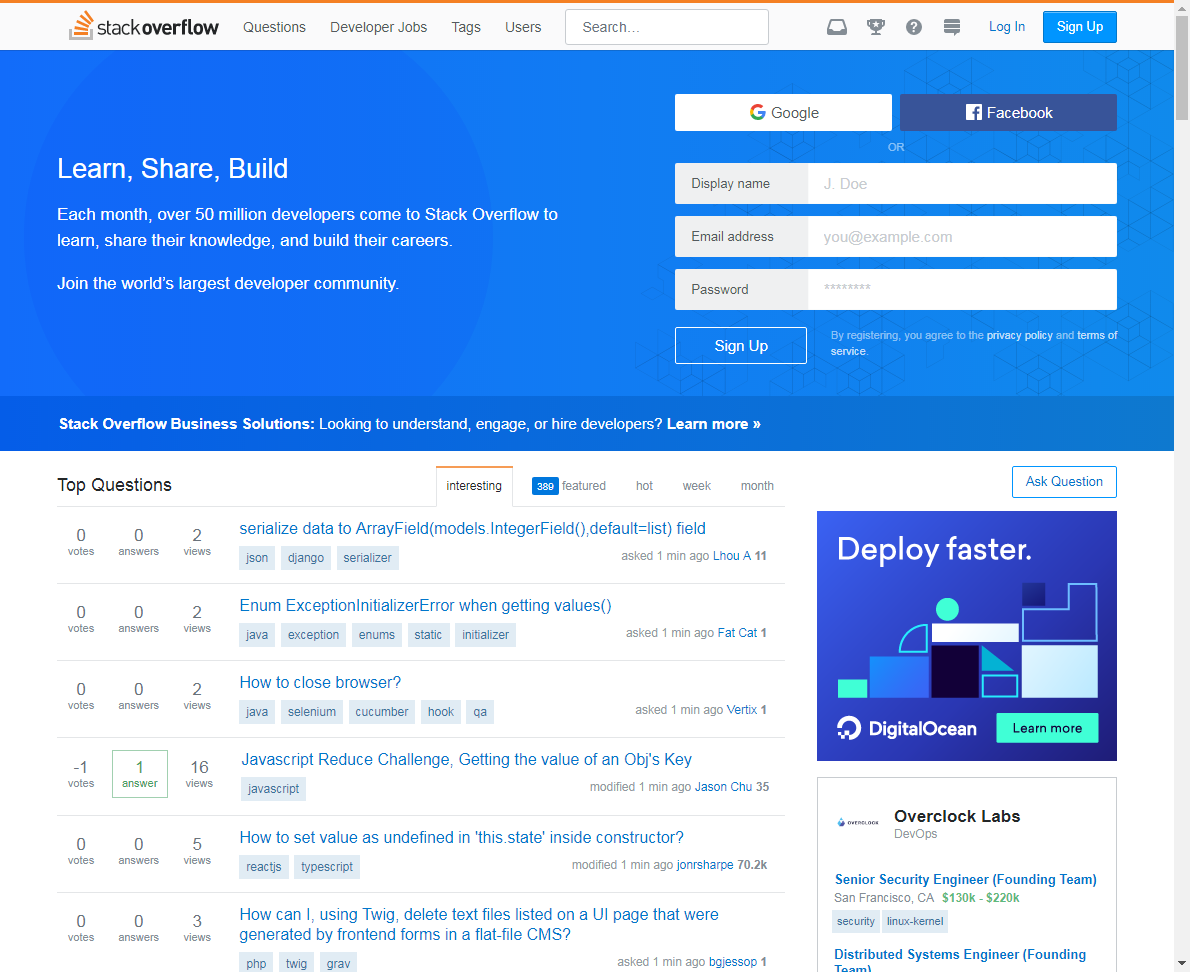 stackoverflow Questions Developer Jobs Tags Users Search... Log In Sign Up
Google Facebook
OR
Learn, Share, Build
Each month, over 50 million developers come to Stack Overflow to
learn, share their knowledge, and build their careers.
Join the world's largest developer community.
Display name J. Doe
Email address you@example.com
Password ********
Sign Up
By registering, you agree to the privacy policy and terms of
service.
Stack Overflow Business Solutions: Looking to understand, engage, or hire developers? Learn more »
Top Questions interesting 389 featured hot week month
0 votes 0 answers 2 views
serialize data to ArrayField(models.IntegerField(),default=list) field
json django serializer
asked 1 min ago Lhou A 11
0 votes 0 answers 2 views
Enum ExceptionInitializerError when getting values()
java exception enums static initializer
asked 1 min ago Fat Cat 1
0 votes 0 answers 2 views
How to close browser?
java selenium cucumber hook qa
asked 1 min ago Vertix 1
-1 votes 1 answer 16 views
Javascript Reduce Challenge, Getting the value of an Obj's Key
javascript
modified 1 min ago Jason Chu 35
0 votes 0 answers 5 views
How to set value as undefined in 'this.state' inside constructor?
reactjs typescript
modified 1 min ago jonrsharpe 70.2k
0 votes 0 answers 3 views
How can I, using Twig, delete text files listed on a UI page that were
generated by frontend forms in a flat-file CMS?
php twig grav
asked 1 min ago bgjessop 1
Ask Question
Deploy faster.
DigitalOcean Learn more
OVERCLOCK
Overclock Labs
DevOps
Senior Security Engineer (Founding Team)
San Francisco, CA $130k - $220k
security linux-kernel
Distributed Systems Engineer (Founding
Team)